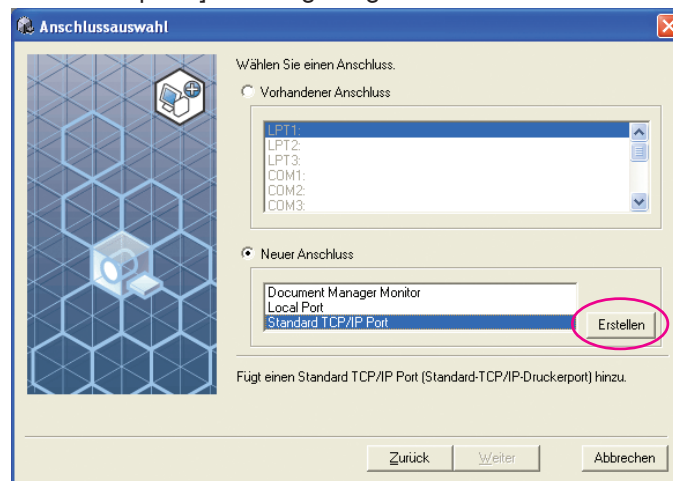 Anschlussauswahl
Wählen Sie einen Anschluss.
Vorhandener Anschluss
LPT1:
LPT2:
LPT3:
COM1:
COM2:
COM3:
Neuer Anschluss
Document Manager Monitor
Local Port
Standard TCP/IP Port
Erstellen
Fügt einen Standard TCP/IP Port (Standard-TCP/IP-Druckerport) hinzu.
Zurück Weiter Abbrechen